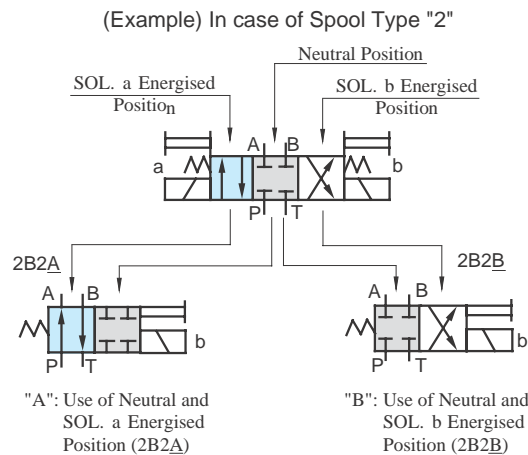 (Example) In case of Spool Type "2"
Neutral Position
SOL. a Energised
Position
SOL. b Energised
Position
A B
a
b
P T
2B2A
A B
b
P T
2B2B
A B
b
P T
"A": Use of Neutral and
SOL. a Energised
Position (2B2A)
"B": Use of Neutral and
SOL. b Energised
Position (2B2B)